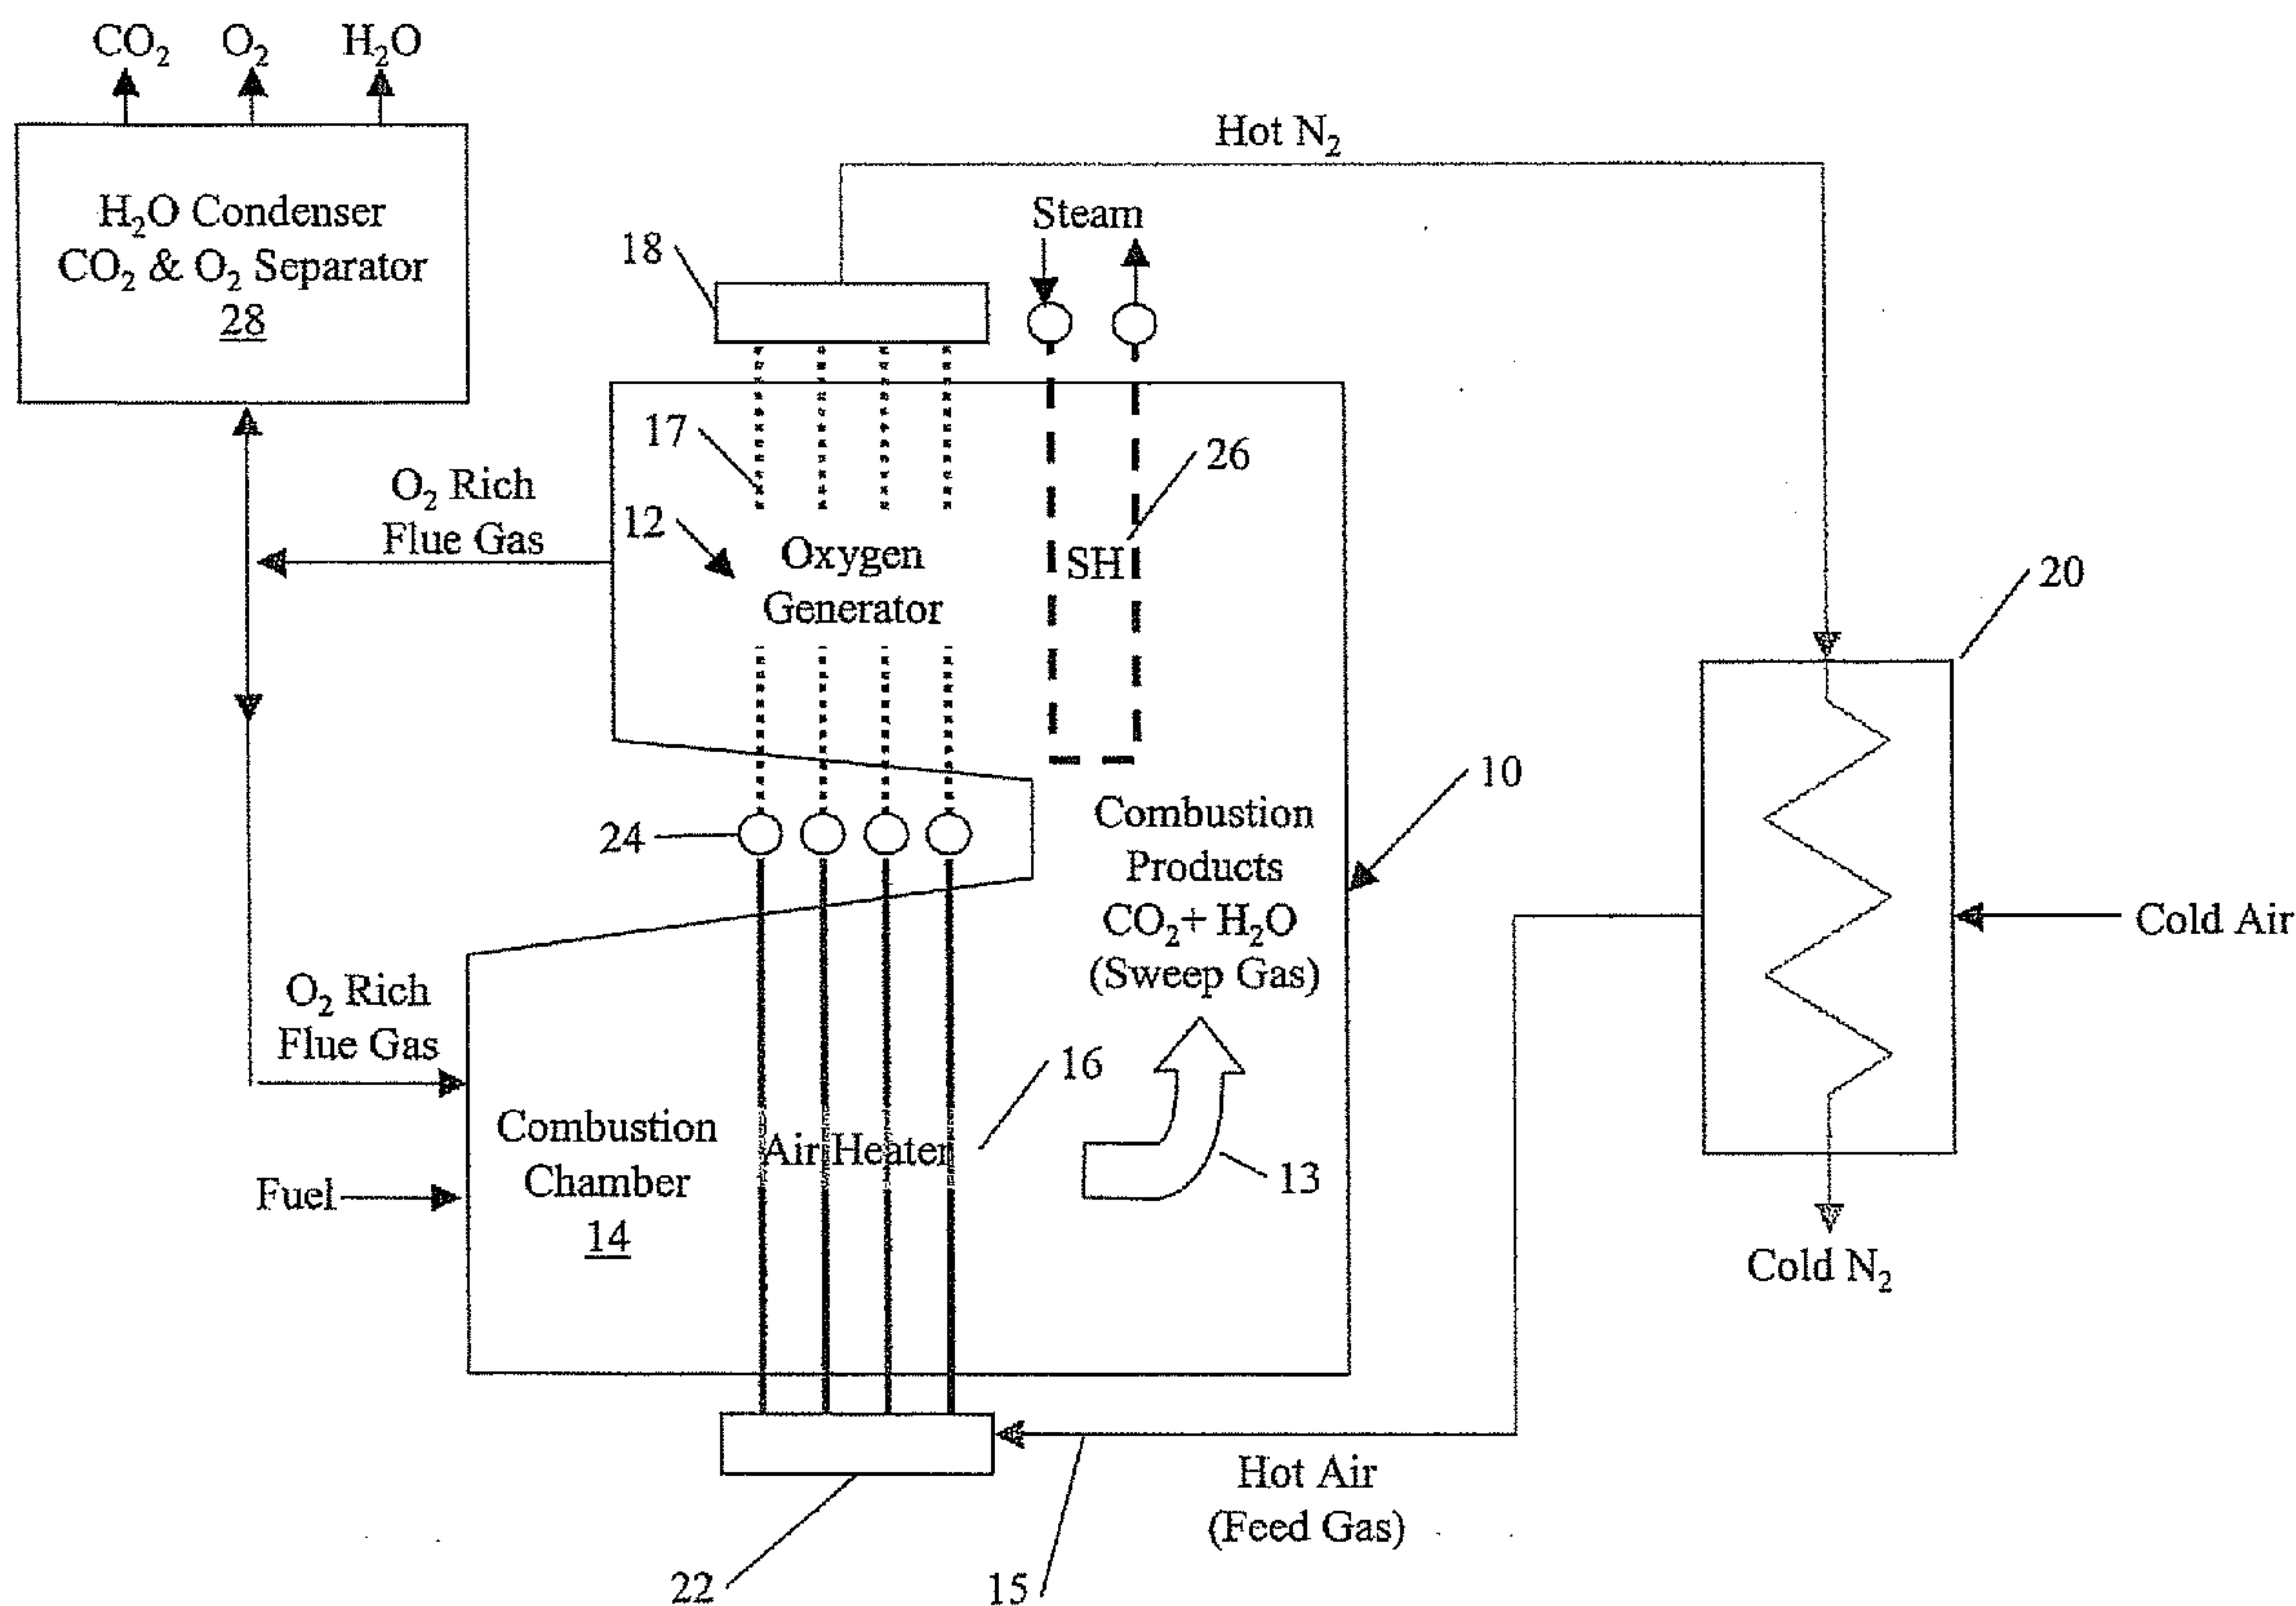 CO₂ O₂ H₂O
H₂O Condenser
CO₂ & O₂ Separator
28
Hot N₂
Steam
18
17
26
O₂ Rich
Flue Gas
12
Oxygen
Generator
SH
20
10
24
Combustion
Products
CO₂+ H₂O
(Sweep Gas)
Cold Air
O₂ Rich
Flue Gas
16
Combustion
Chamber
14
Air Heater
13
Fuel
Cold N₂
Hot Air
(Feed Gas)
22
15